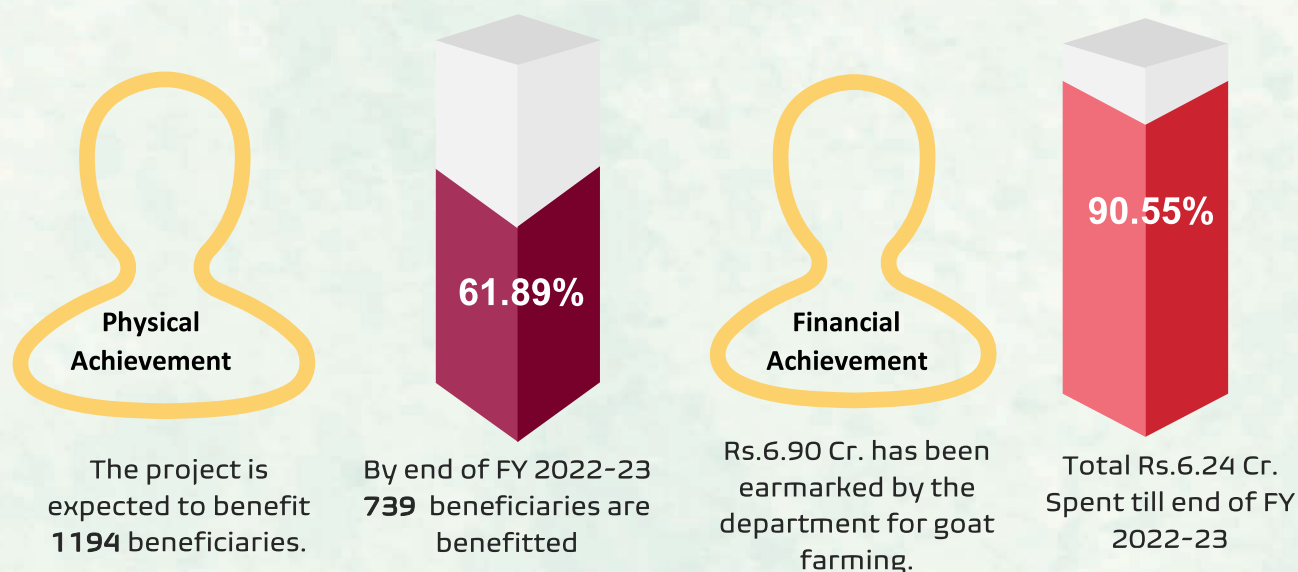 Physical
Achievement
61.89%
Financial
Achievement
90.55%
The project is
expected to benefit
1194 beneficiaries.
By end of FY 2022-23
739 beneficiaries are
benefitted
Rs.6.90 Cr. has been
earmarked by the
department for goat
farming.
Total Rs.6.24 Cr.
Spent till end of FY
2022-23